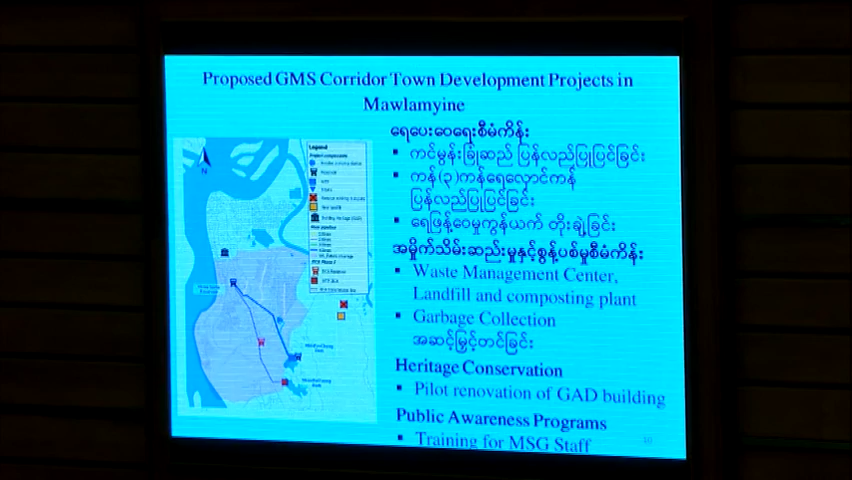 Proposed GMS Corridor Town Development Projects in
Mawlamyine
ရေပေးဝေရေးစီမံကိန်း
▪ ကင်မွန်းခြုံဆည် ပြန်လည်ပြုပြင်ခြင်း
▪ ကန်(၃)ကန်ရေလှောင်ကန်
ပြန်လည်ပြုပြင်ခြင်း
▪ ရေဖြန့်ဝေမှုကွန်ယက် တိုးချဲ့ခြင်း
အမှိုက်သိမ်းဆည်းမှုနှင့်စွန့်ပစ်မှုစီမံကိန်း
▪ Waste Management Center,
Landfill and composting plant
▪ Garbage Collection
အဆင့်မြှင့်တင်ခြင်း
Heritage Conservation
▪ Pilot renovation of GAD building
Public Awareness Programs
▪ Training for MSG Staff
Legend
N